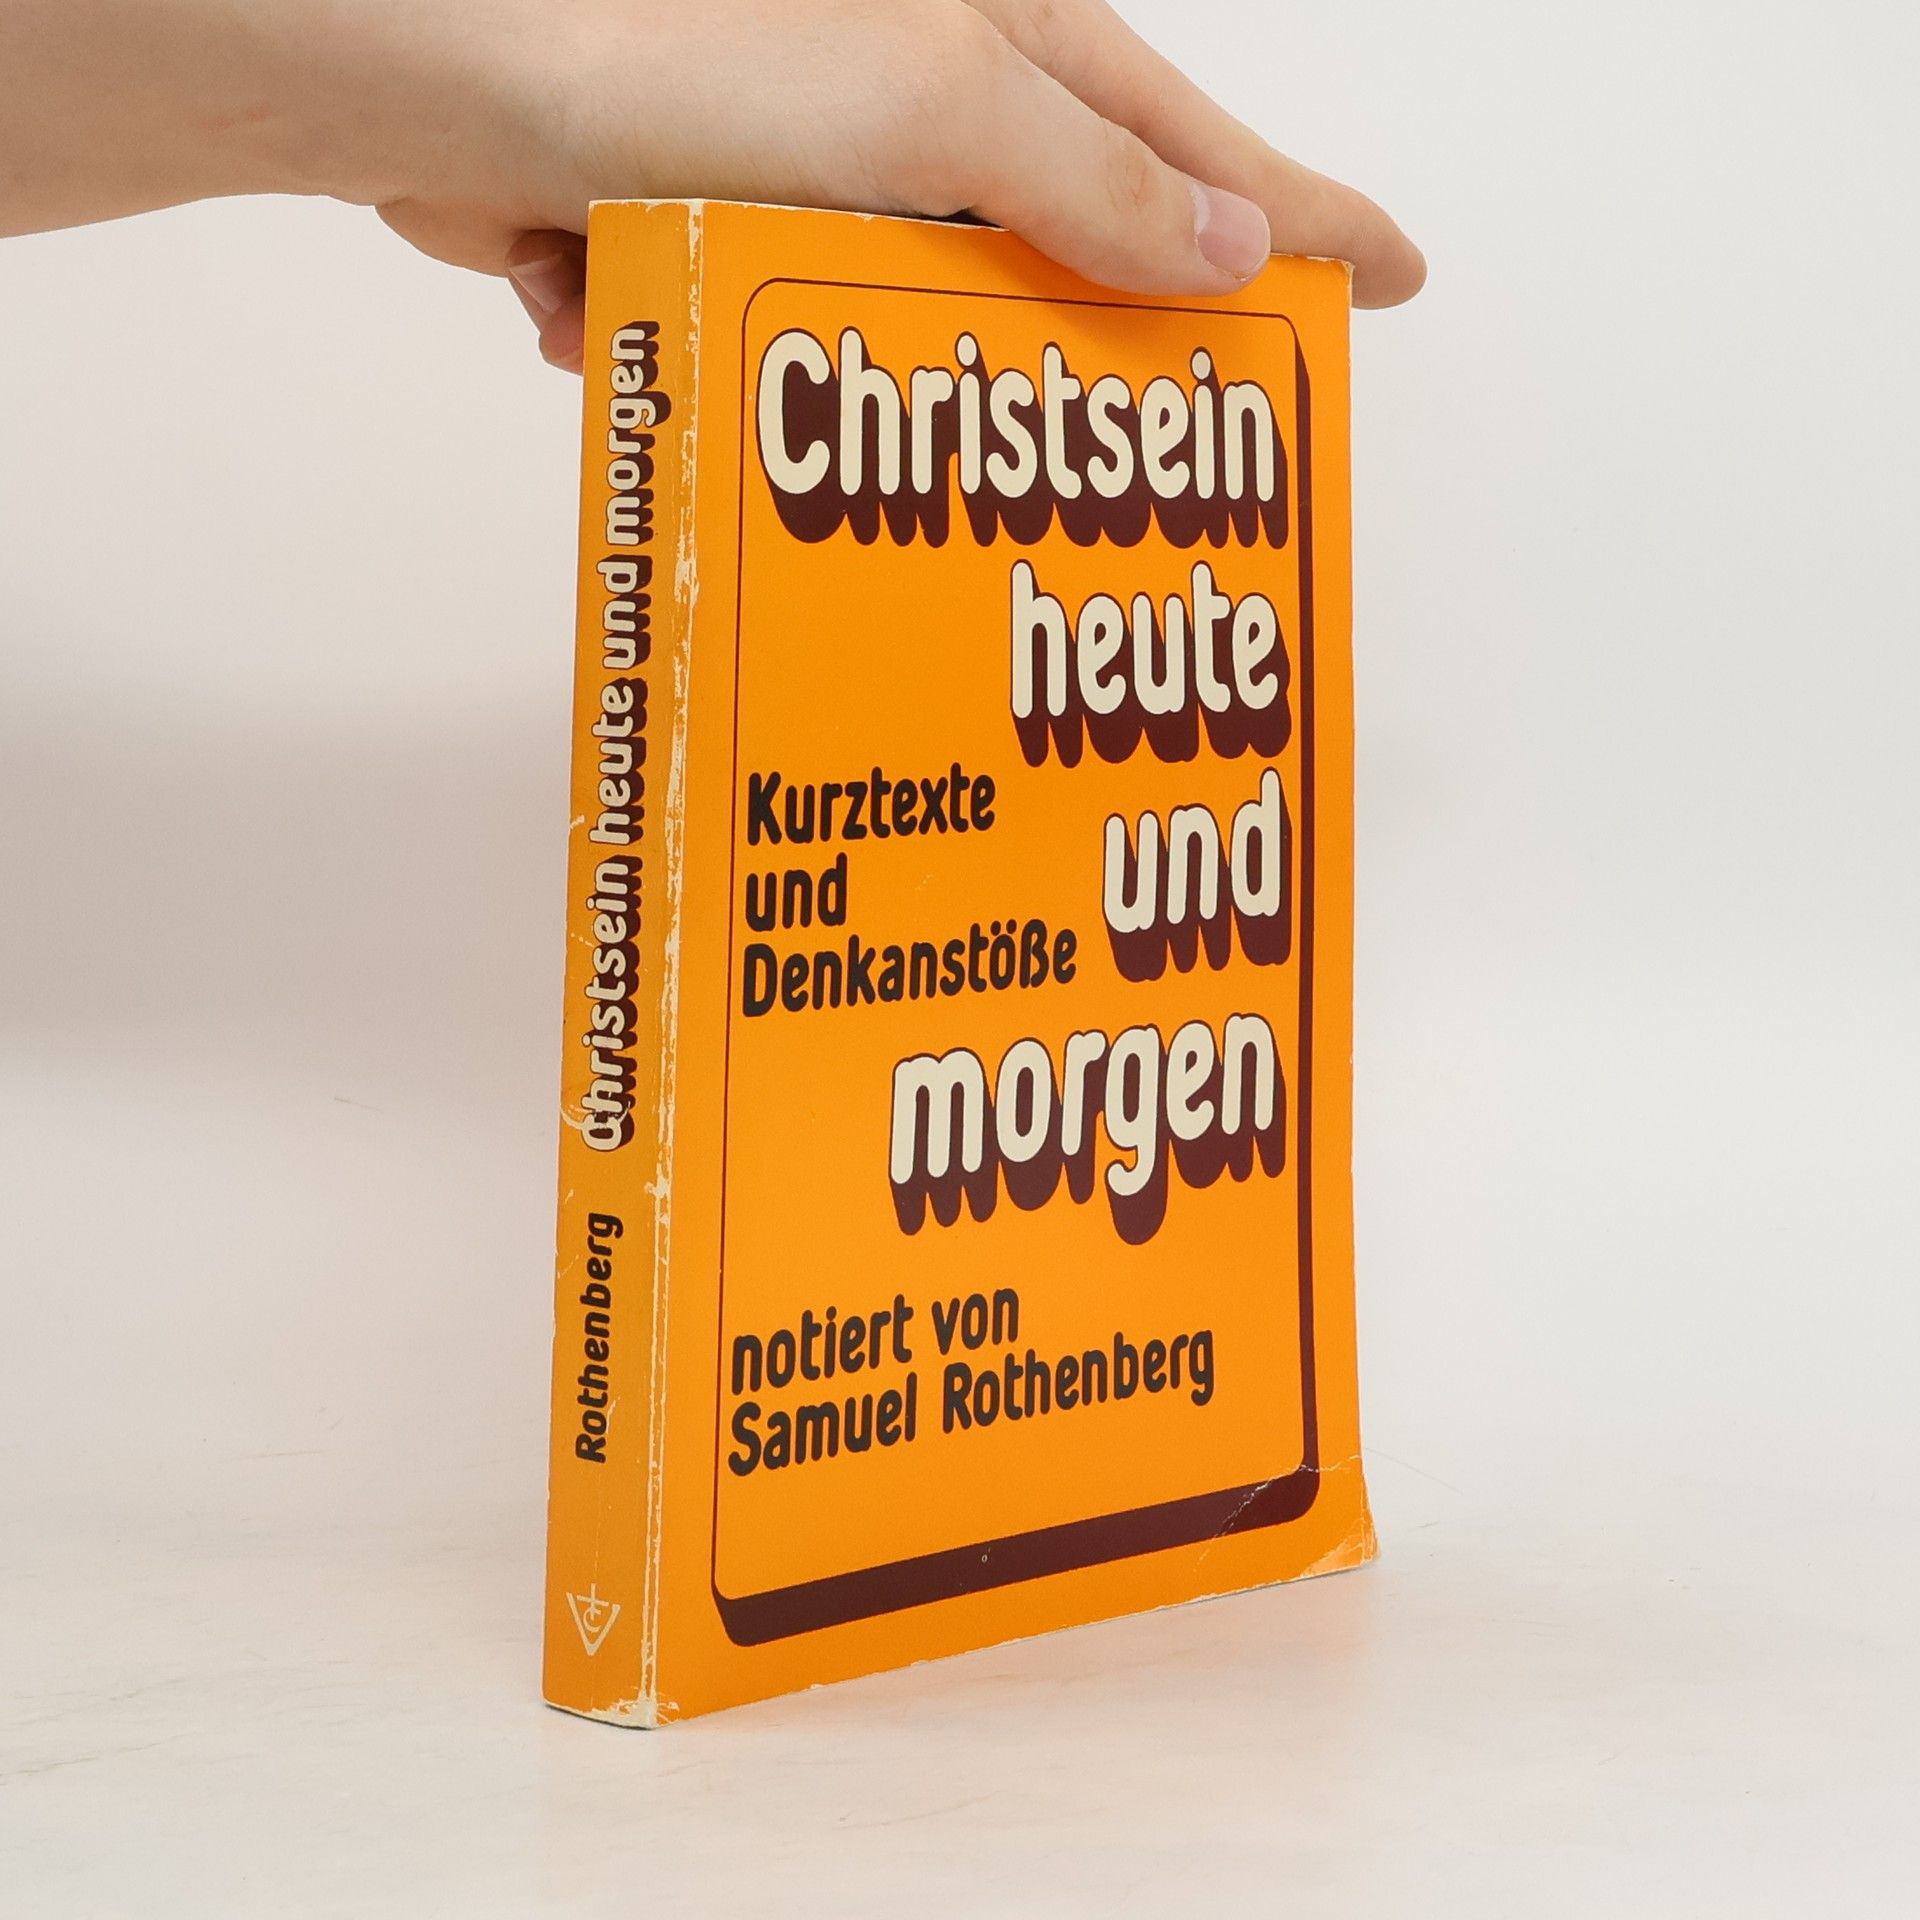 Christsein
heute
und
morgen
Kurztexte
und
Denkanstöße
notiert von
Samuel Rothenberg
Rothenberg Christsein heute und morgen